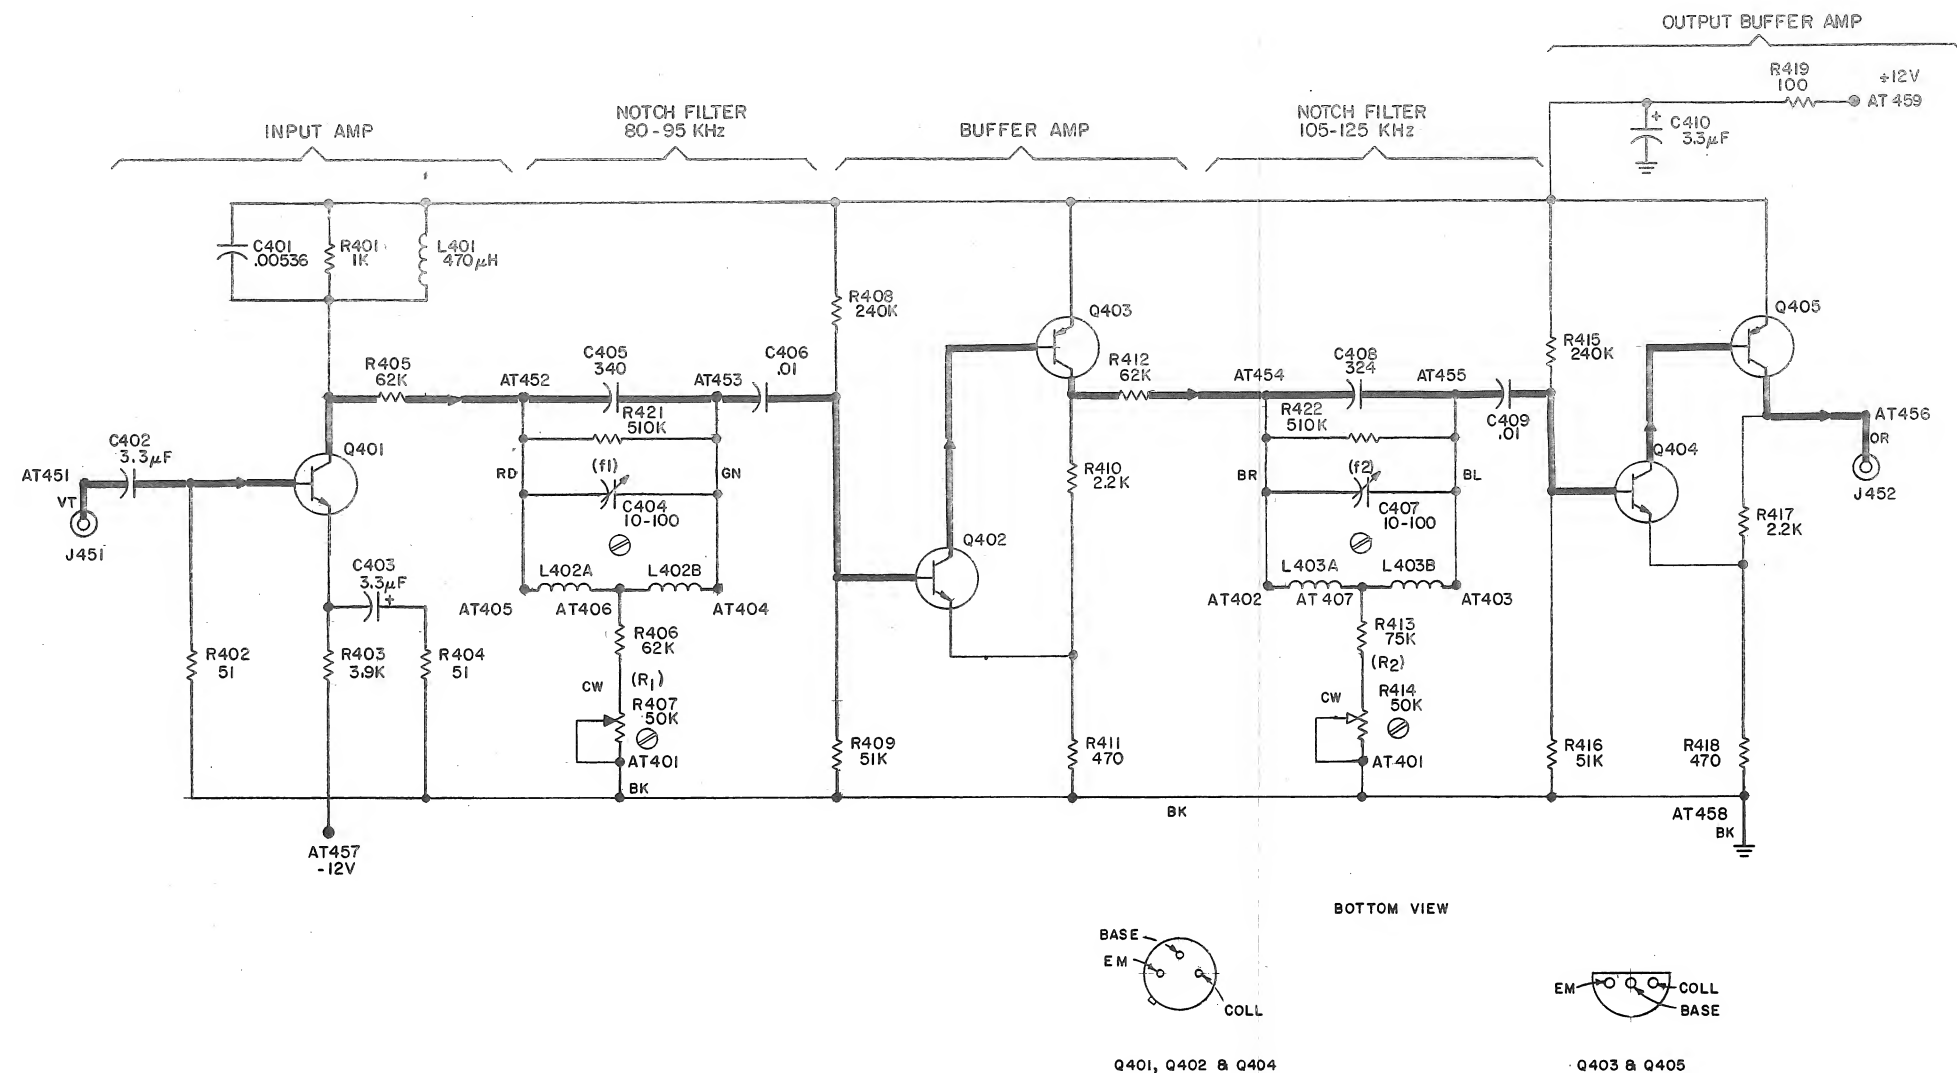 OUTPUT BUFFER AMP
R419
100
+12V
AT 459
C410
+
3.3µF
INPUT AMP
NOTCH FILTER
80-95 KHz
BUFFER AMP
NOTCH FILTER
105-125 KHz
C401
.00536
R401
1K
L401
470µH
R408
240K
Q403
Q405
R415
240K
R405
62K
AT452
C405
340
AT453
C406
.01
R412
62K
AT454
C408
324
AT455
C409
.01
AT456
OR
J452
R421
510K
R422
510K
C402
3.3µF
AT451
VT
J451
Q401
RD
(f1)
GN
C404
10-100
R410
2.2K
BR
(f2)
BL
C407
10-100
Q404
R417
2.2K
Q402
C403
3.3µF
+
L402A
L402B
AT405
AT406
AT404
L403A
L403B
AT402
AT 407
AT403
R402
51
R403
3.9K
R404
51
R406
62K
CW
(R1)
R407
50K
AT401
BK
R413
75K
(R2)
CW
R414
50K
AT401
R409
51K
R411
470
R416
51K
R418
470
BK
AT458
BK
AT457
-12V
BOTTOM VIEW
BASE
EM
COLL
EM
COLL
BASE
Q401, Q402 & Q404
Q403 & Q405